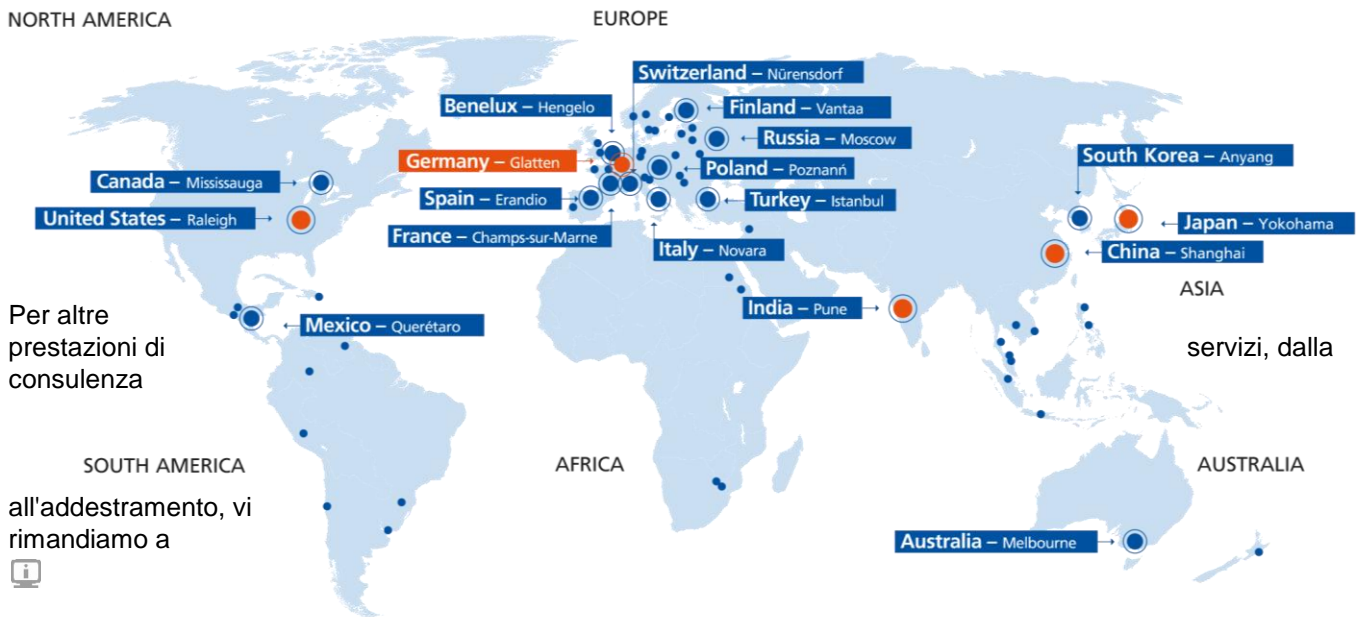 NORTH AMERICA
EUROPE
Switzerland – Nürensdorf
Benelux – Hengelo
Finland – Vantaa
Russia – Moscow
Germany – Glatten
South Korea – Anyang
Poland – Poznanń
Canada – Mississauga
Spain – Erandio
Turkey – Istanbul
United States – Raleigh
Japan – Yokohama
France – Champs-sur-Marne
Italy – Novara
China – Shanghai
ASIA
India – Pune
Mexico – Querétaro
Per altre
prestazioni di
servizi, dalla
consulenza
SOUTH AMERICA
AFRICA
AUSTRALIA
all'addestramento, vi
rimandiamo a
Australia – Melbourne